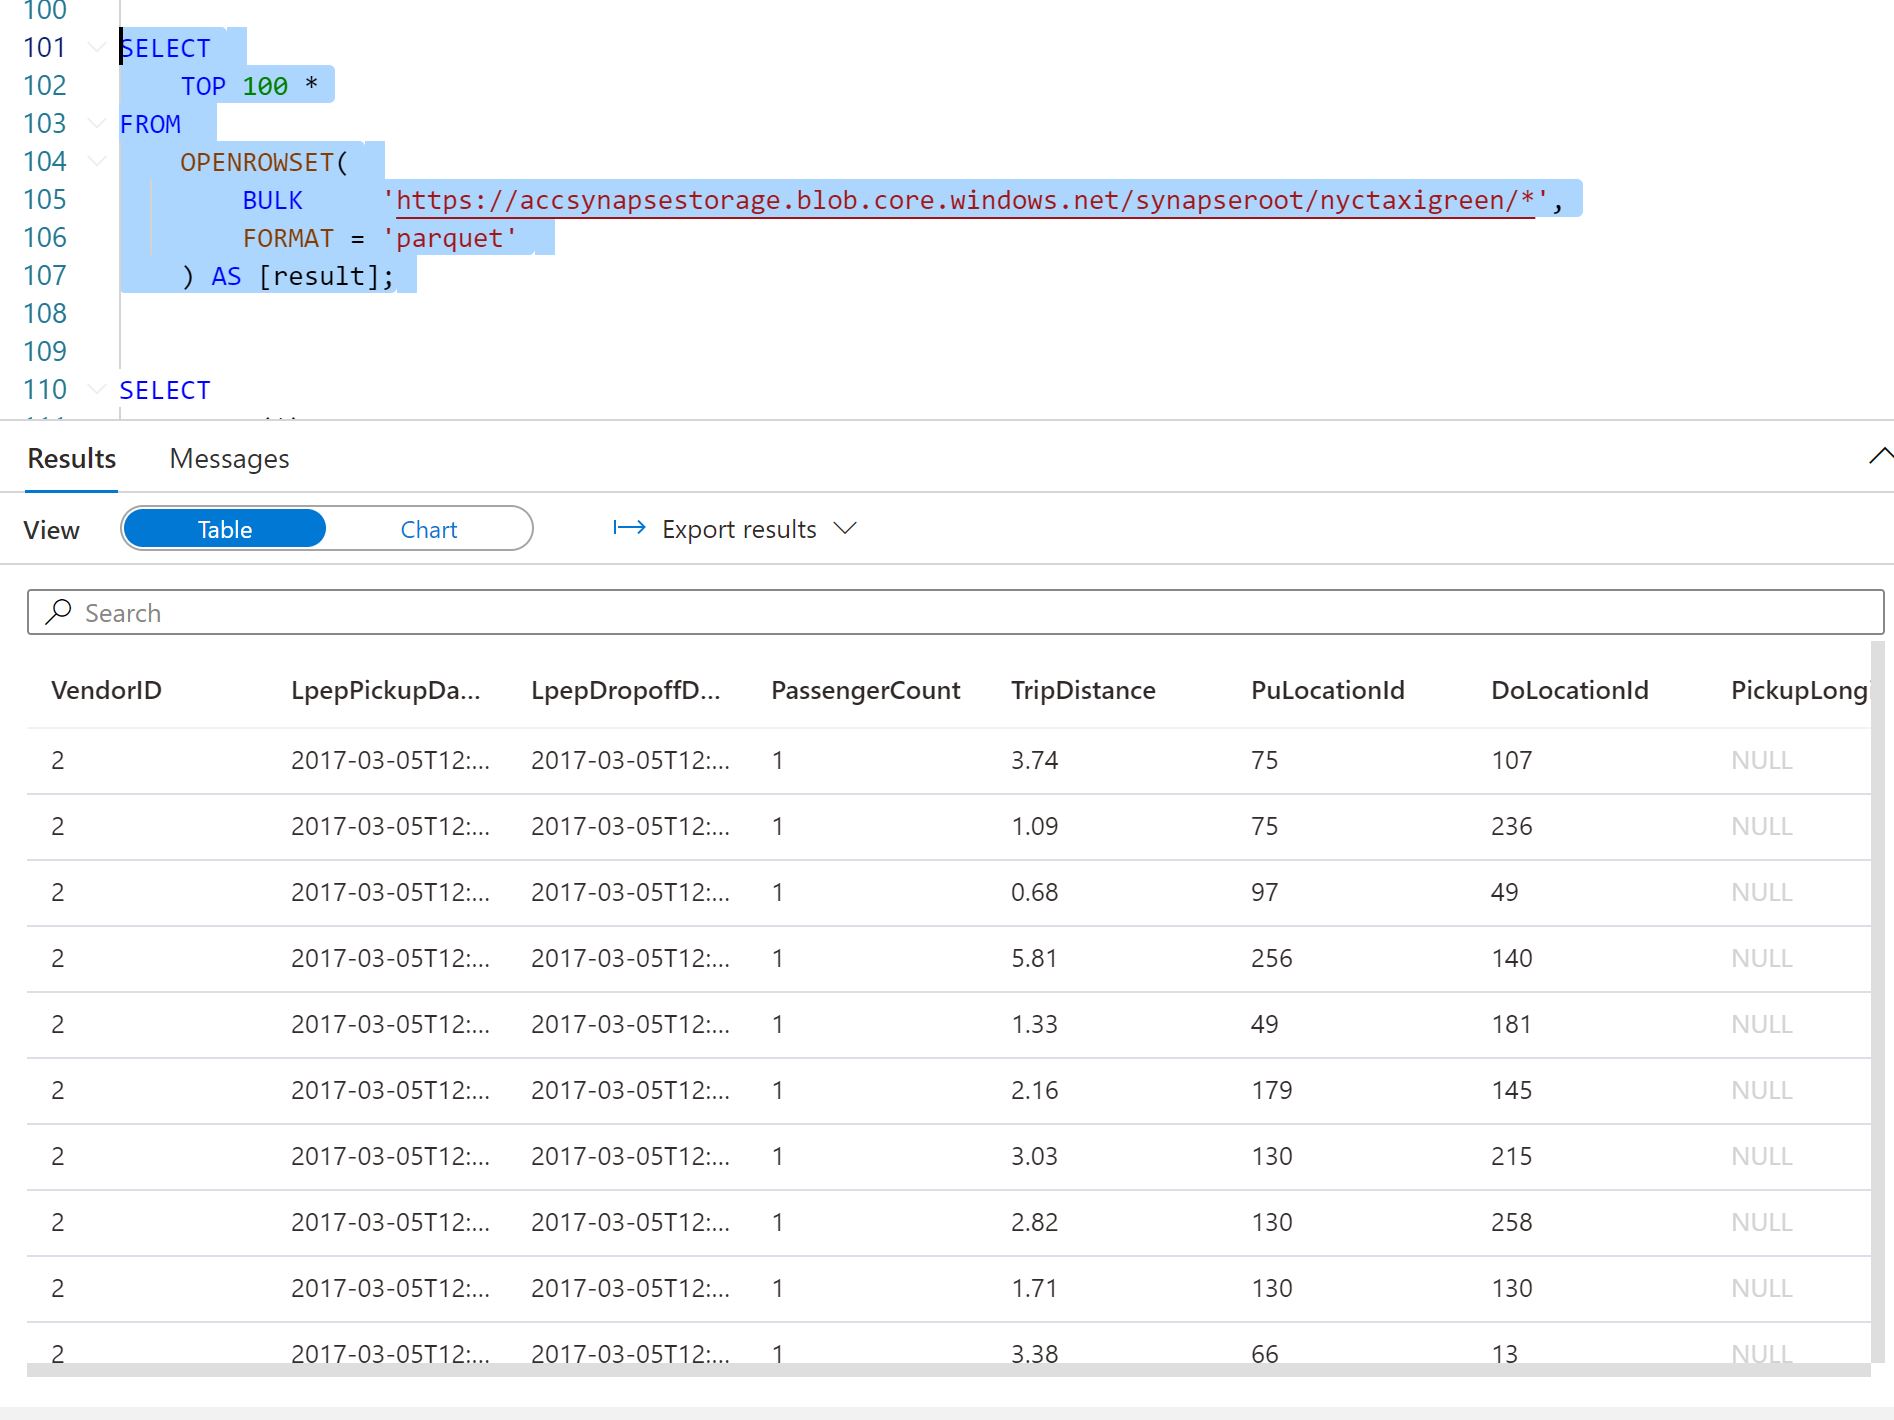 100
101 SELECT
102 TOP 100 *
103 FROM
104 OPENROWSET(
105 BULK 'https://accsynapsestorage.blob.core.windows.net/synapseroot/nyctaxigreen/*',
106 FORMAT = 'parquet'
107 ) AS [result];
108
109
110 SELECT
Results Messages
View Table Chart Export results
Search
VendorID LpepPickupDa... LpepDropoffD... PassengerCount TripDistance PuLocationId DoLocationId PickupLongi
2 2017-03-05T12:... 2017-03-05T12:... 1 3.74 75 107 NULL
2 2017-03-05T12:... 2017-03-05T12:... 1 1.09 75 236 NULL
2 2017-03-05T12:... 2017-03-05T12:... 1 0.68 97 49 NULL
2 2017-03-05T12:... 2017-03-05T12:... 1 5.81 256 140 NULL
2 2017-03-05T12:... 2017-03-05T12:... 1 1.33 49 181 NULL
2 2017-03-05T12:... 2017-03-05T12:... 1 2.16 179 145 NULL
2 2017-03-05T12:... 2017-03-05T12:... 1 3.03 130 215 NULL
2 2017-03-05T12:... 2017-03-05T12:... 1 2.82 130 258 NULL
2 2017-03-05T12:... 2017-03-05T12:... 1 1.71 130 130 NULL
2 2017-03-05T12:... 2017-03-05T12:... 1 3.38 66 13 NULL